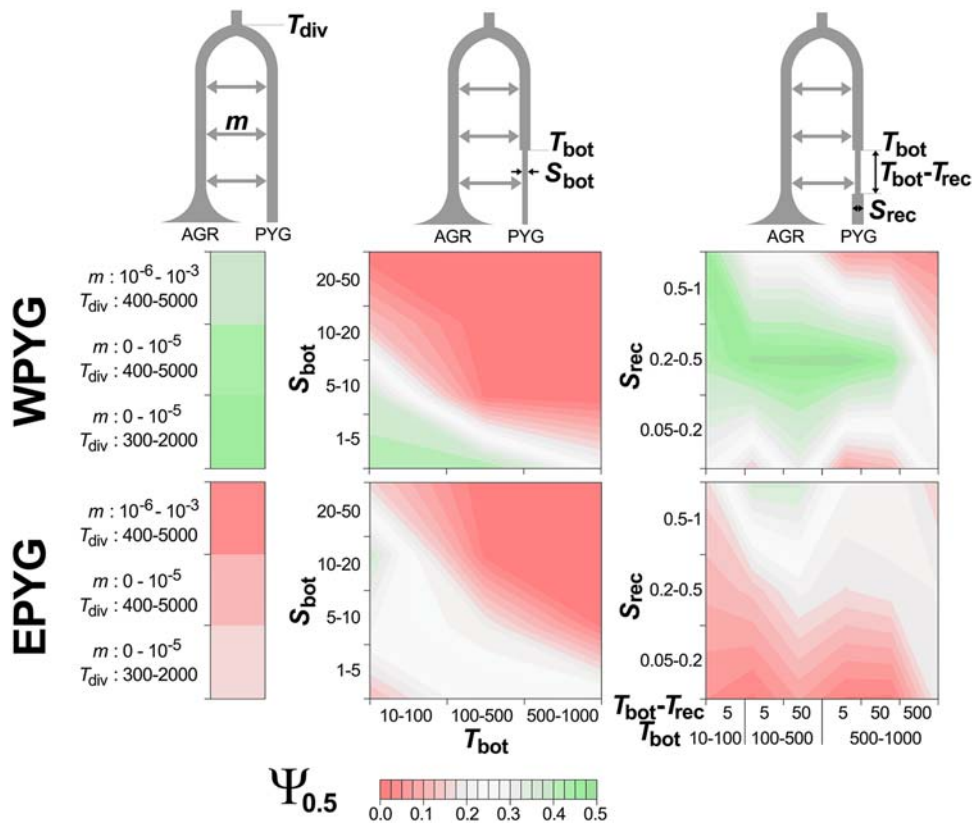 T_div
m
AGR PYG
T_bot
S_bot
AGR PYG
T_bot
T_bot-T_rec
S_rec
AGR PYG
WPYG
m : 10^-6 - 10^-3
T_div : 400-5000
m : 0 - 10^-5
T_div : 400-5000
m : 0 - 10^-5
T_div : 300-2000
S_bot
20-50
10-20
5-10
1-5
S_rec
0.5-1
0.2-0.5
0.05-0.2
EPYG
m : 10^-6 - 10^-3
T_div : 400-5000
m : 0 - 10^-5
T_div : 400-5000
m : 0 - 10^-5
T_div : 300-2000
S_bot
20-50
10-20
5-10
1-5
10-100 100-500 500-1000
T_bot
S_rec
0.5-1
0.2-0.5
0.05-0.2
T_bot-T_rec 5 5 50 5 50 500
T_bot 10-100 100-500 500-1000
Ψ_0.5
0.0 0.1 0.2 0.3 0.4 0.5